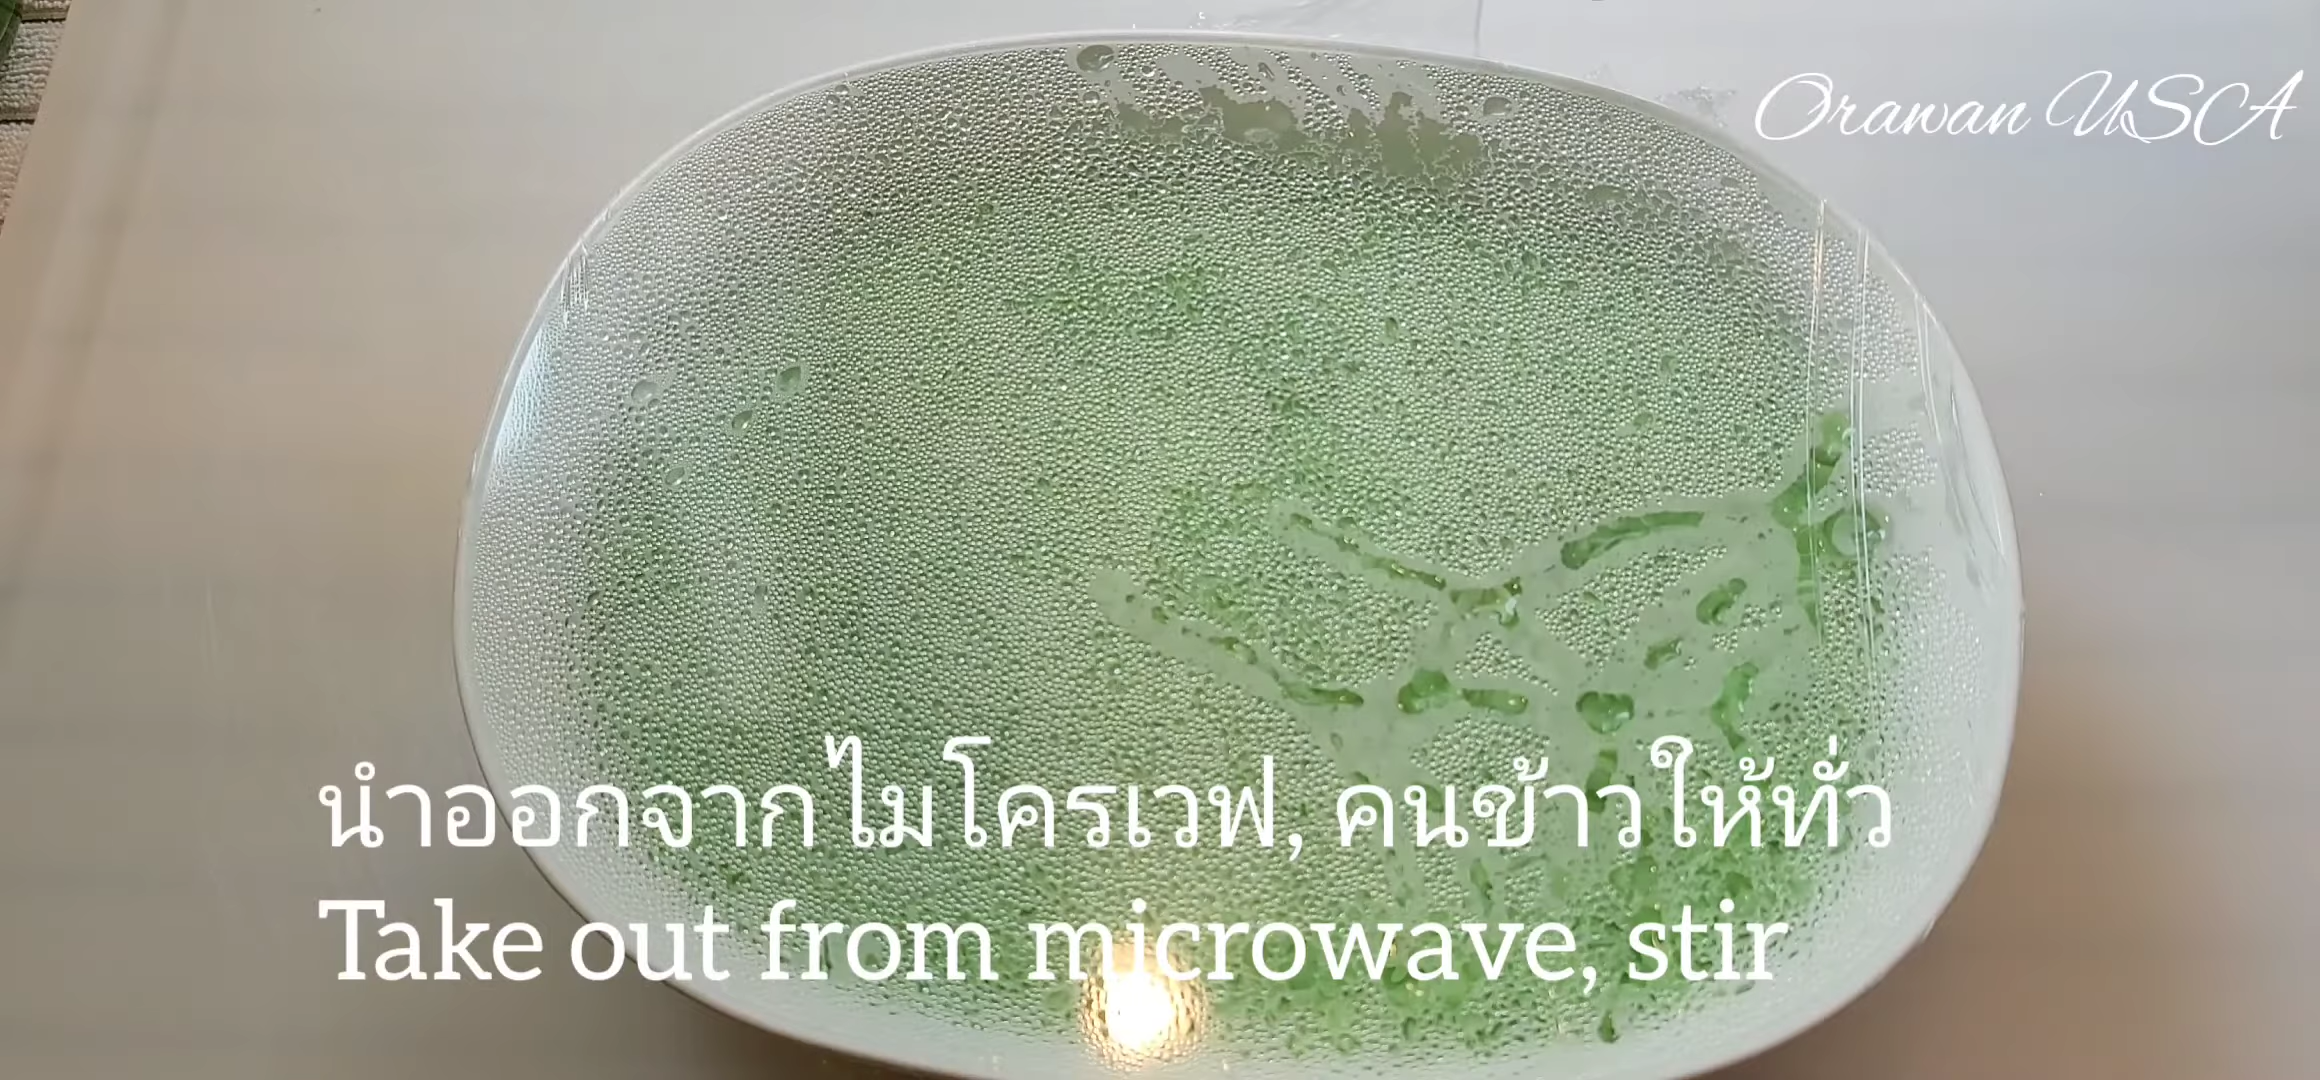 Orawan USA
นำออกจากไมโครเวฟ, คนข้าวให้ทั่ว
Take out from microwave, stir